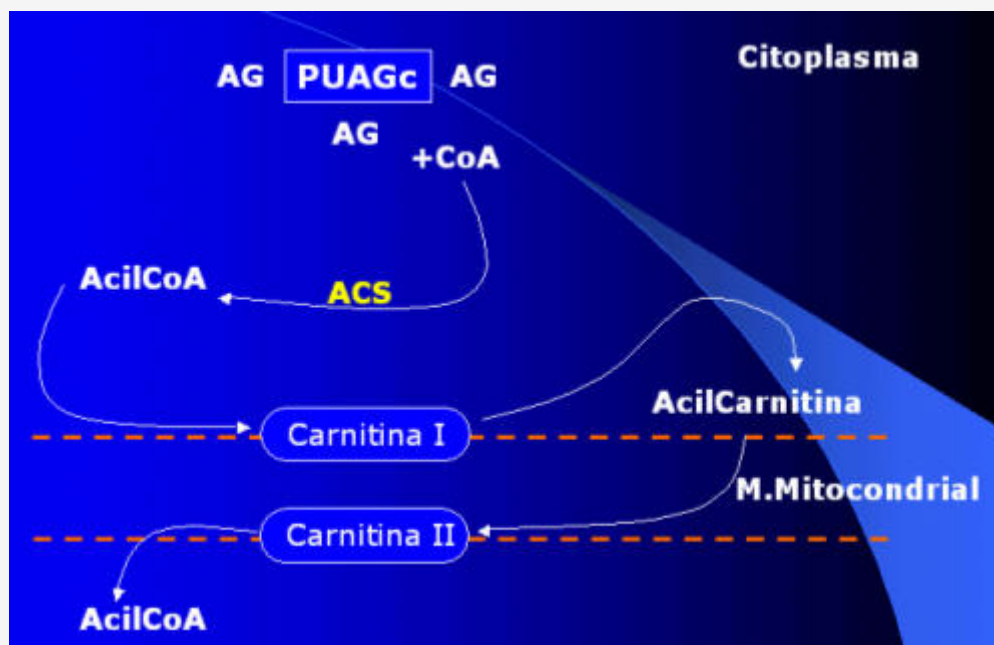 Citoplasma
AG PUAGc AG
AG
+CoA
AcilCoA
ACS
AcilCarnitina
Carnitina I
M.Mitocondrial
Carnitina II
AcilCoA